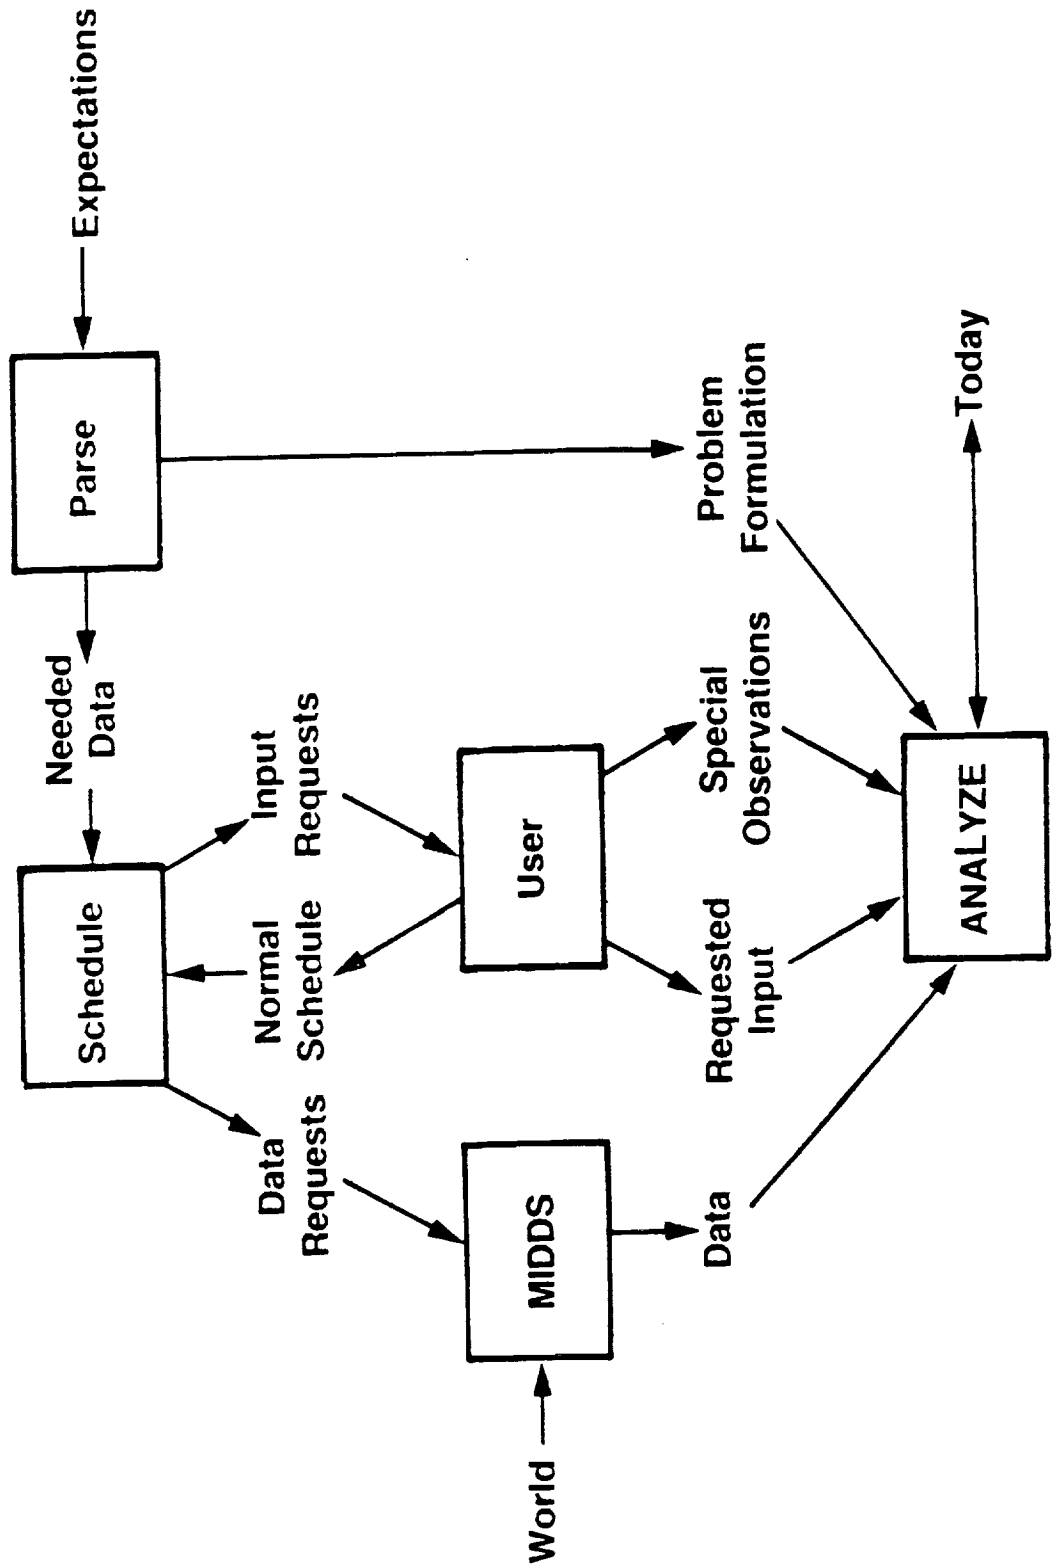 Schedule
Needed
Data
Parse
Expectations
Data
Requests
Normal
Schedule
Input
Requests
World
MIDDS
User
Data
Requested
Input
Special
Observations
Problem
Formulation
ANALYZE
Today